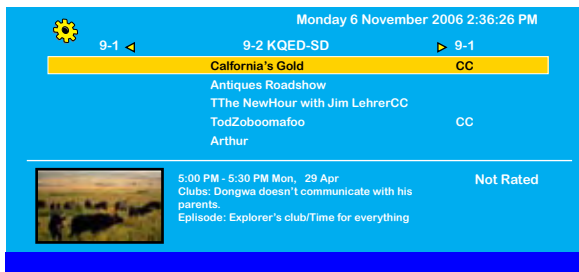 Monday 6 November 2006 2:36:26 PM
9-1 9-2 KQED-SD 9-1
Calfornia's Gold CC
Antiques Roadshow
TThe NewHour with Jim LehrerCC
TodZoboomafoo CC
Arthur
5:00 PM - 5:30 PM Mon, 29 Apr Not Rated
Clubs: Dongwa doesn't communicate with his
parents.
Eplisode: Explorer's club/Time for everything